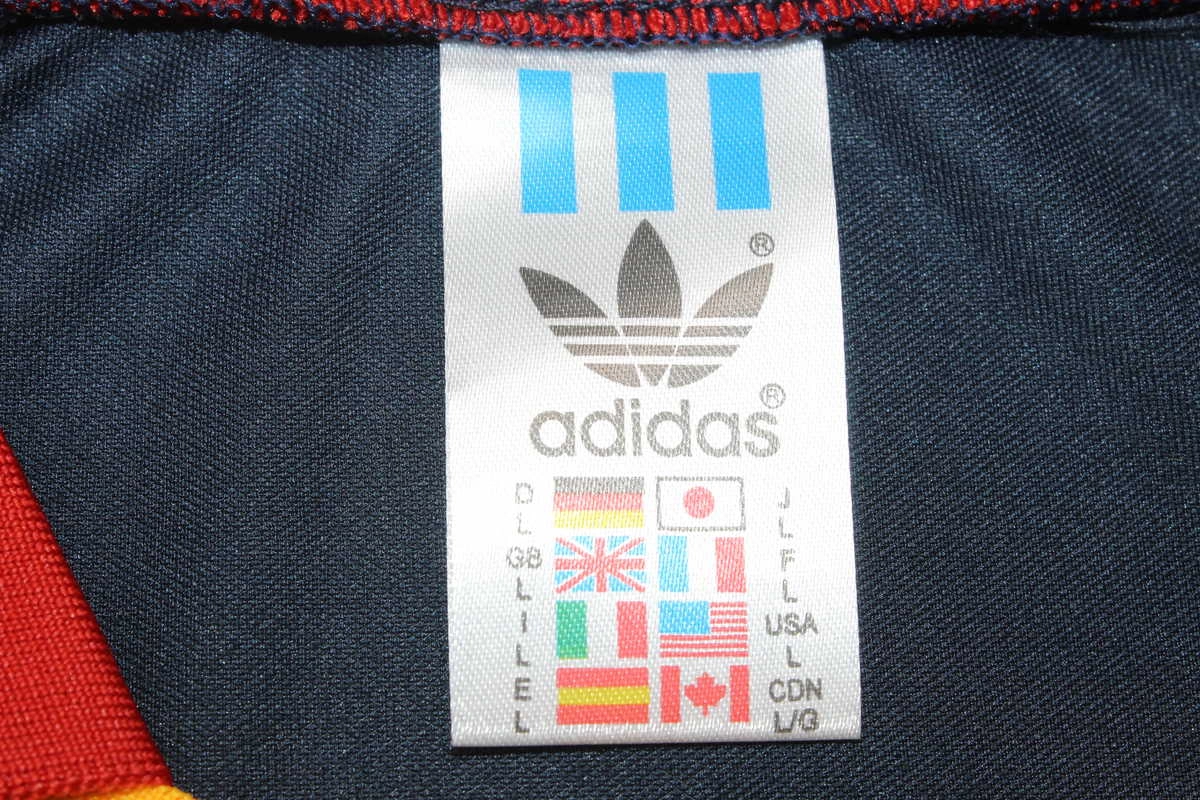 ®
adidas®
D J
L L
GB F
L L
I USA
L L
E CDN
L L/G